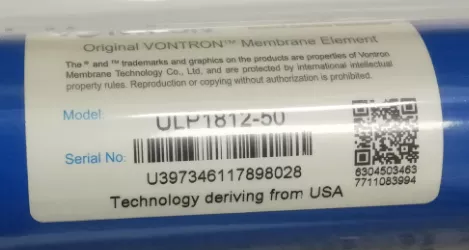 Original VONTRON™ Membrane Element
The ® and ™ trademarks and graphics on the products are properties of Vontron
Membrane Technology Co., Ltd. and are protected by international intellectual
property rules. Reproduction or copying without authorization is prohibited.
Model: ULP1812-50
Serial No:
U397346117898028
6304503463
7711083994
Technology deriving from USA